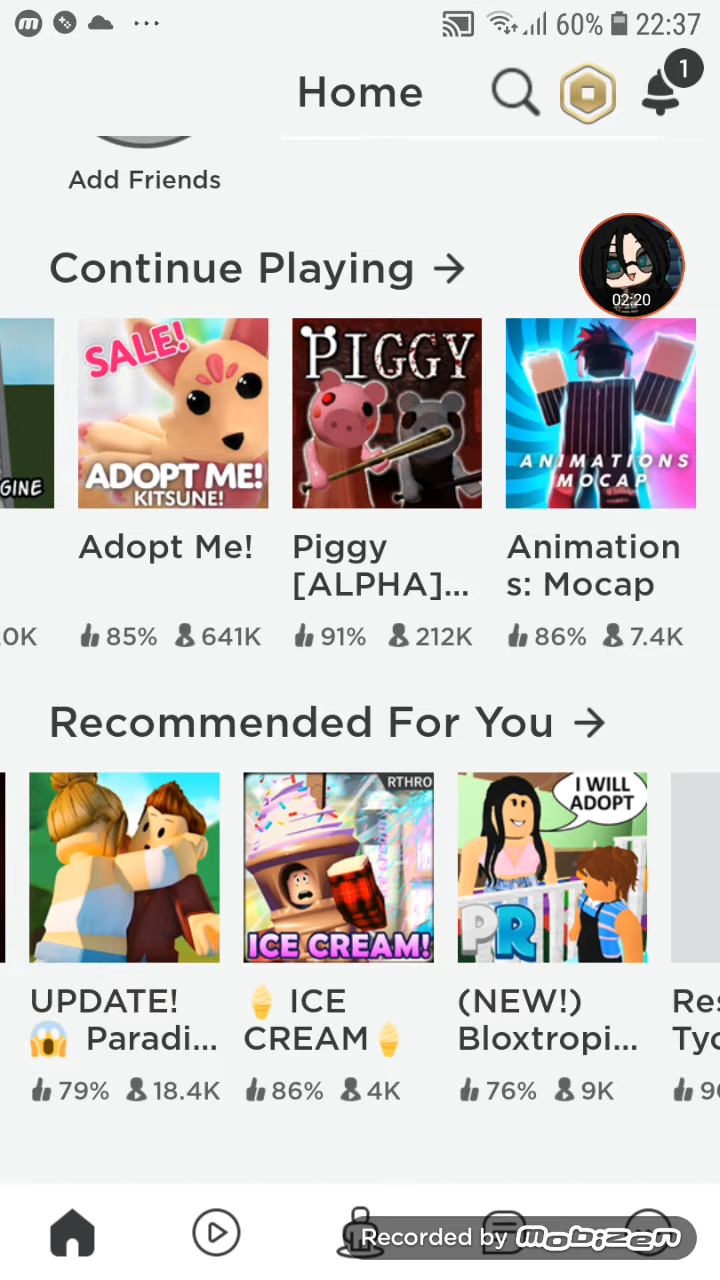 60% 22:37
Home
1
Add Friends
Continue Playing →
02:20
GINE
SALE!
ADOPT ME!
KITSUNE!
PIGGY
ANIMATIONS
MOCAP
Adopt Me!
Piggy
[ALPHA]...
Animation
s: Mocap
.0K
85% 641K
91% 212K
86% 7.4K
Recommended For You →
RTHRO
ICE CREAM!
I WILL
ADOPT
PR
UPDATE!
😱 Paradi...
🍦 ICE
CREAM🍦
(NEW!)
Bloxtropi...
Res
Tyc
79% 18.4K
86% 4K
76% 9K
Recorded by mobizen